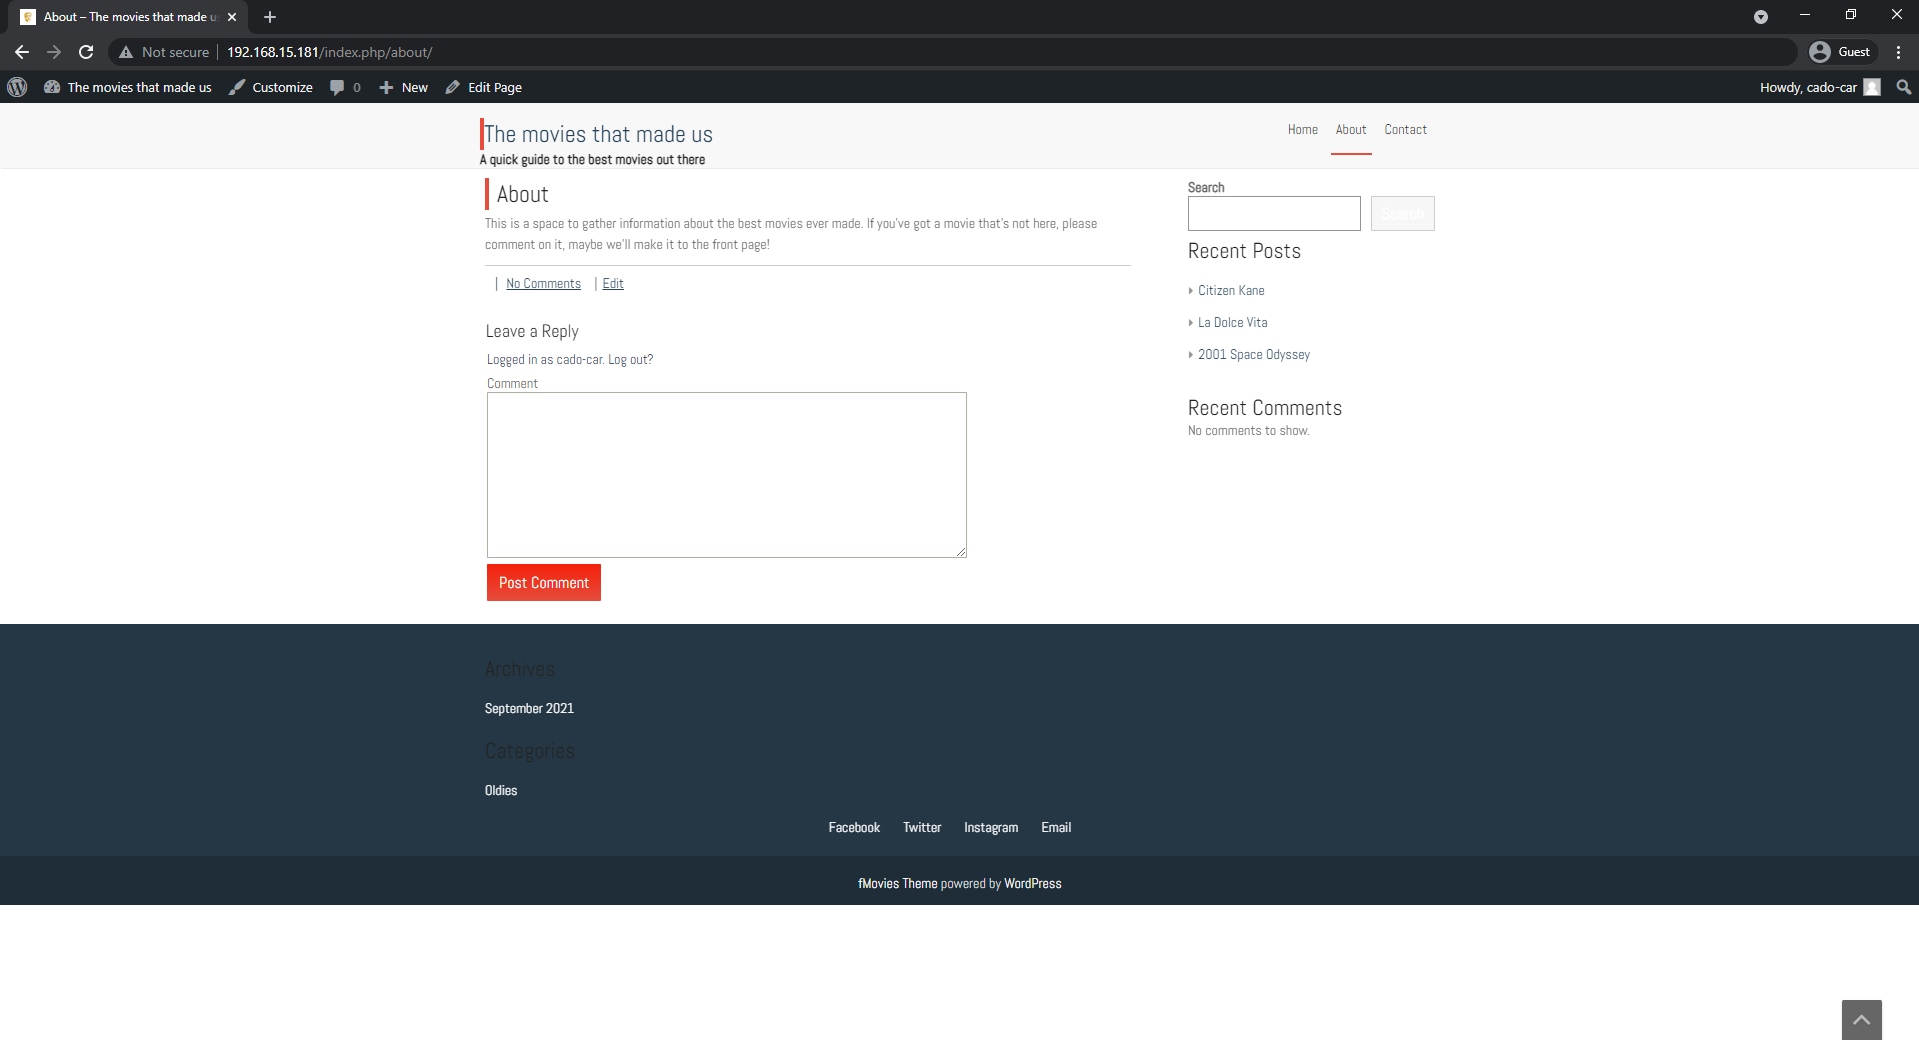 About – The movies that made u
Not secure 192.168.15.181/index.php/about/
Guest
The movies that made us Customize 0 New Edit Page Howdy, cado-car
The movies that made us
A quick guide to the best movies out there
Home About Contact
About
This is a space to gather information about the best movies ever made. If you've got a movie that's not here, please
comment on it, maybe we'll make it to the front page!
| No Comments | Edit
Leave a Reply
Logged in as cado-car. Log out?
Comment
Post Comment
Search
Search
Recent Posts
Citizen Kane
La Dolce Vita
2001 Space Odyssey
Recent Comments
No comments to show.
Archives
September 2021
Categories
Oldies
Facebook Twitter Instagram Email
fMovies Theme powered by WordPress